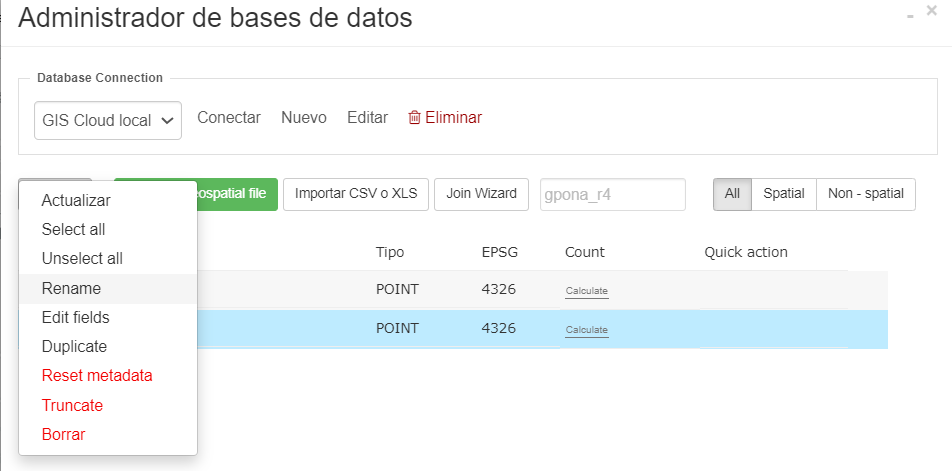 Administrador de bases de datos
Database Connection
GIS Cloud local Conectar Nuevo Editar Eliminar
eospatial file Importar CSV o XLS Join Wizard gpona_r4 All Spatial Non - spatial
Actualizar
Select all
Unselect all
Rename
Edit fields
Duplicate
Reset metadata
Truncate
Borrar
Tipo EPSG Count Quick action
POINT 4326 Calculate
POINT 4326 Calculate